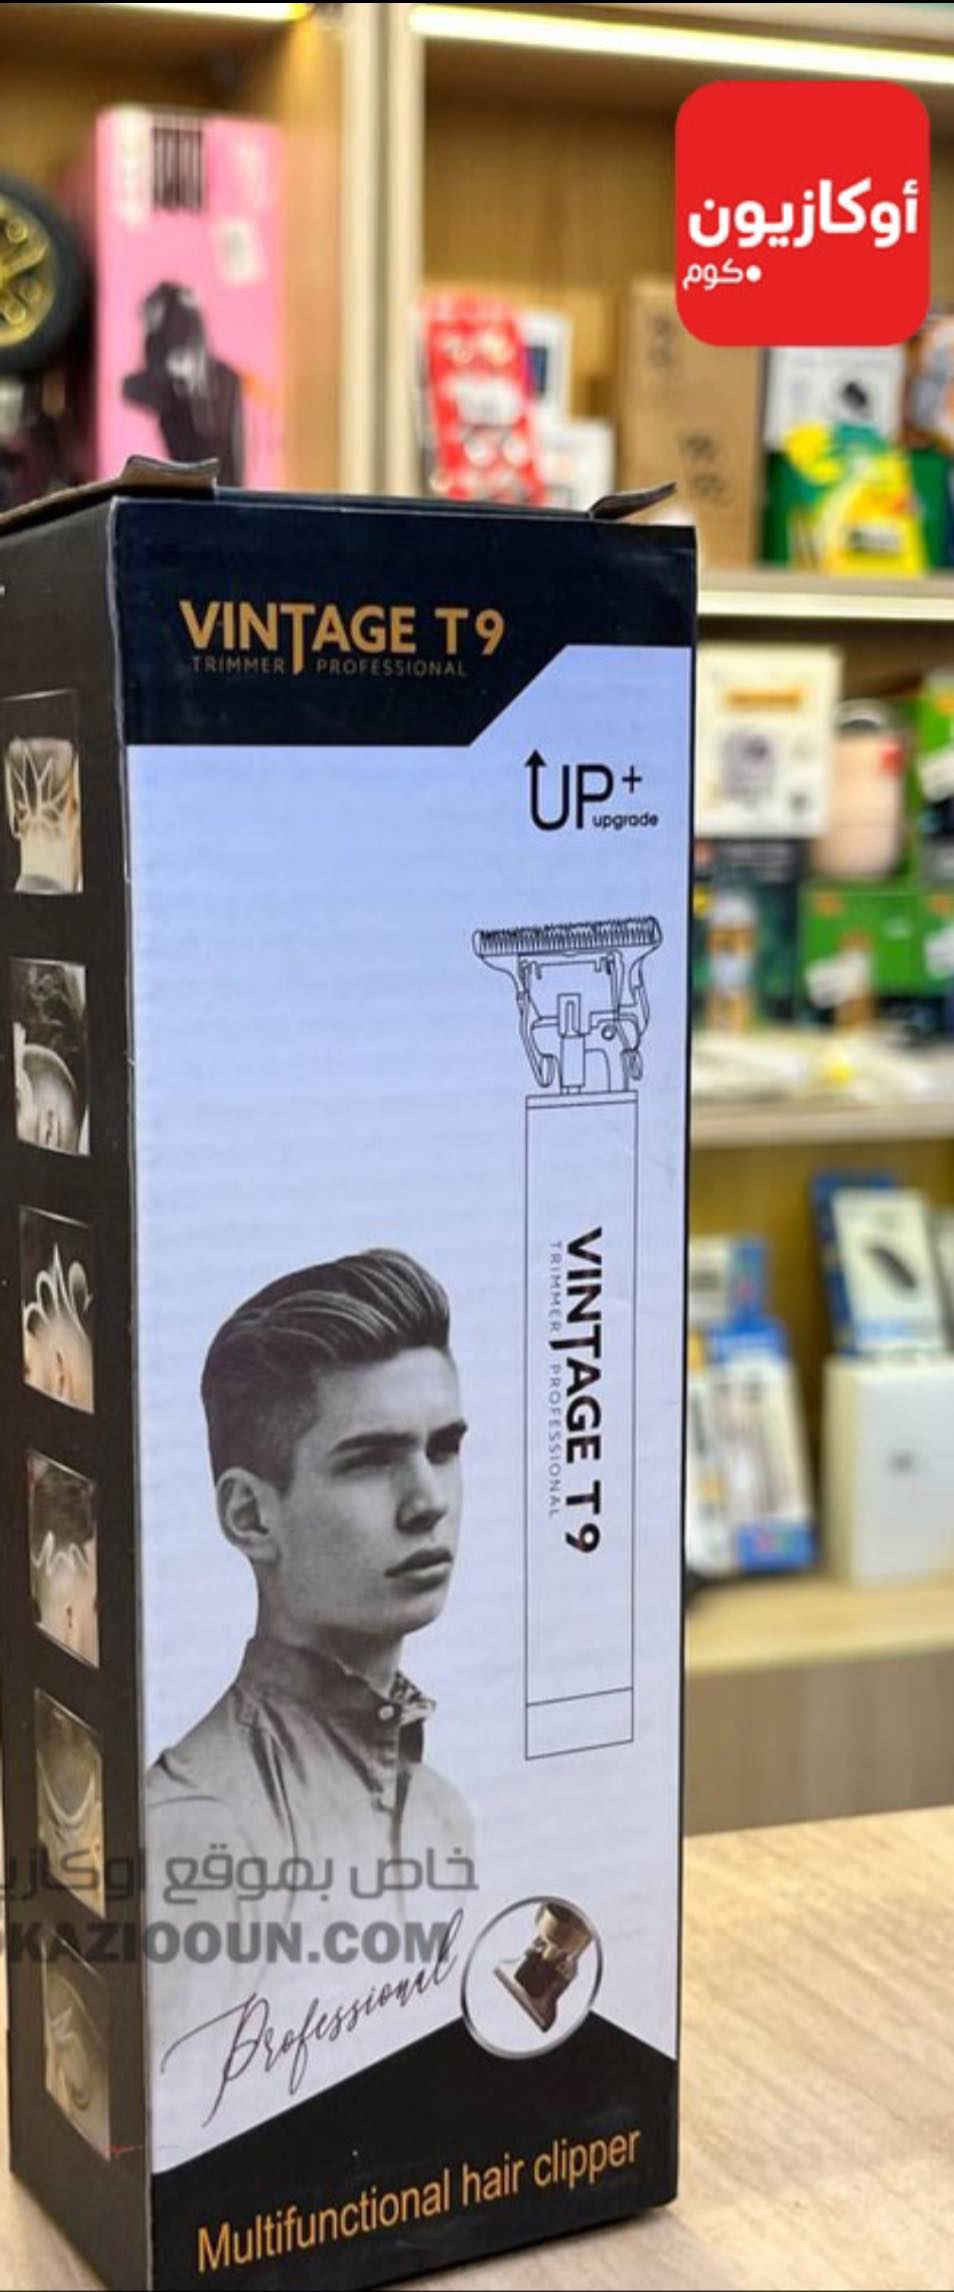 أوكازيون
كوم
VINTAGE T9
TRIMMER PROFESSIONAL
UP+
upgrade
VINTAGE T9
TRIMMER PROFESSIONAL
خاص بموقع
KAZIOOUN.COM
Professional
Multifunctional hair clipper